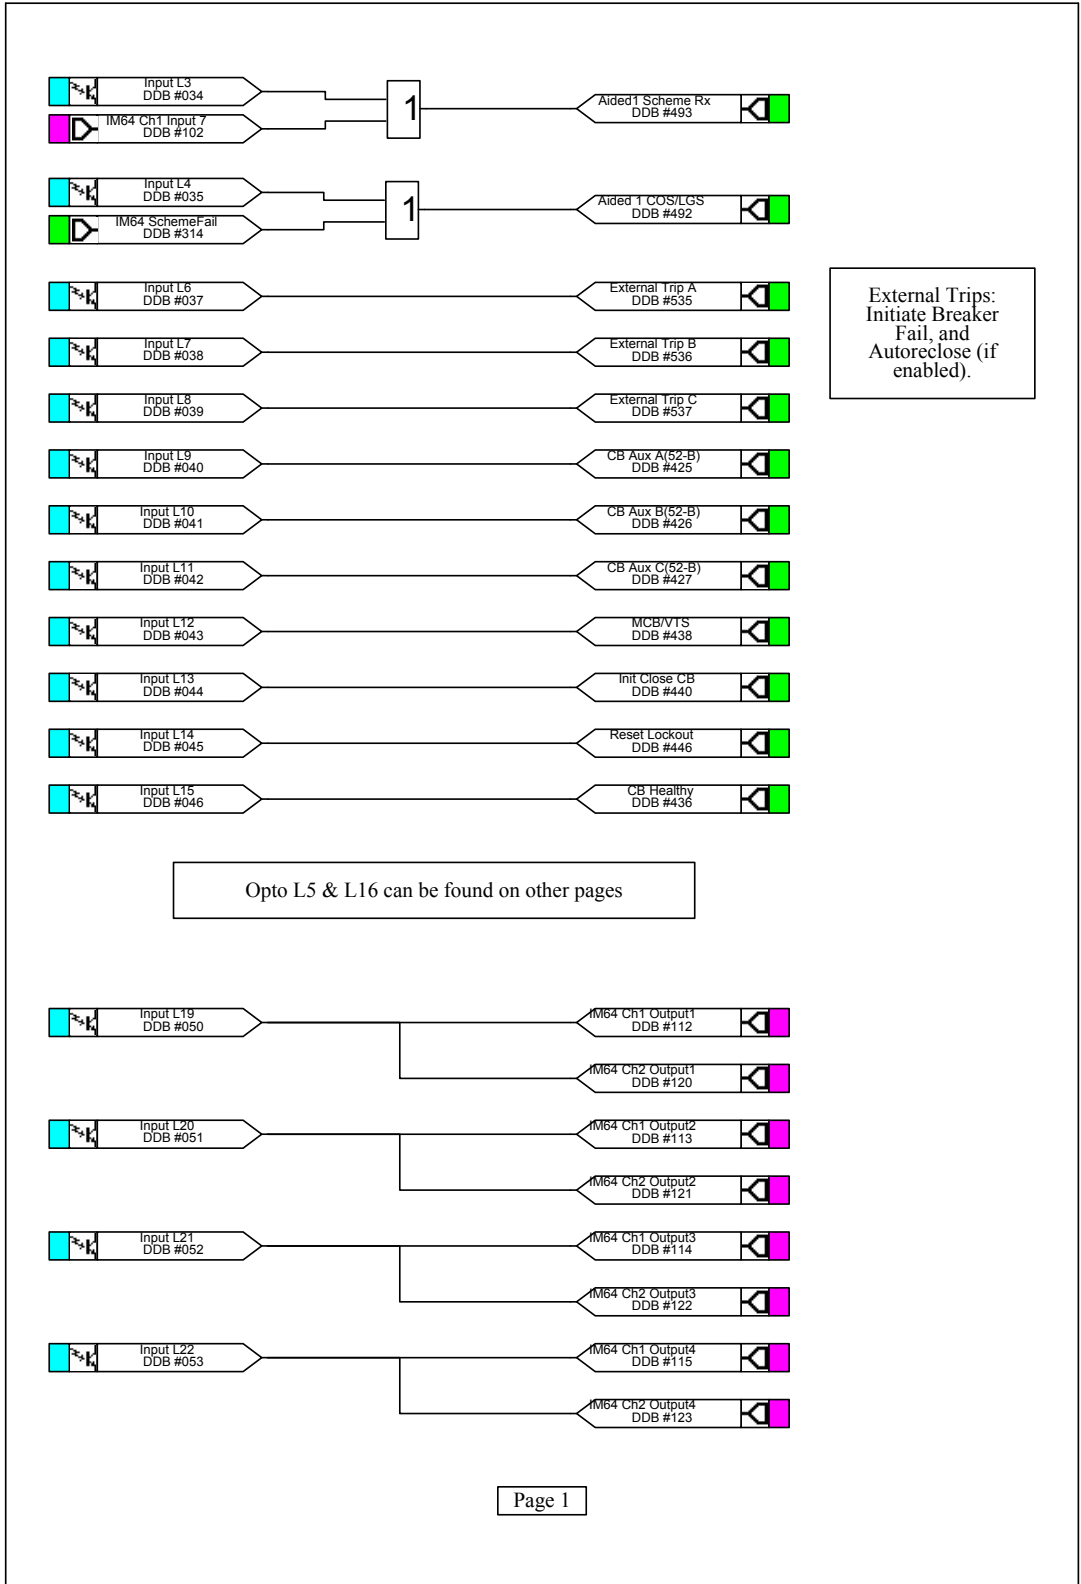 Input L3
DDB #034
IM64 Ch1 Input 7
DDB #102
1
Aided1 Scheme Rx
DDB #493
Input L4
DDB #035
IM64 SchemeFail
DDB #314
1
Aided 1 COS/LGS
DDB #492
Input L6
DDB #037
External Trip A
DDB #535
External Trips:
Initiate Breaker
Fail, and
Autoreclose (if
enabled).
Input L7
DDB #038
External Trip B
DDB #536
Input L8
DDB #039
External Trip C
DDB #537
Input L9
DDB #040
CB Aux A(52-B)
DDB #425
Input L10
DDB #041
CB Aux B(52-B)
DDB #426
Input L11
DDB #042
CB Aux C(52-B)
DDB #427
Input L12
DDB #043
MCB/VTS
DDB #438
Input L13
DDB #044
Init Close CB
DDB #440
Input L14
DDB #045
Reset Lockout
DDB #446
Input L15
DDB #046
CB Healthy
DDB #436
Opto L5 & L16 can be found on other pages
Input L19
DDB #050
IM64 Ch1 Output1
DDB #112
IM64 Ch2 Output1
DDB #120
Input L20
DDB #051
IM64 Ch1 Output2
DDB #113
IM64 Ch2 Output2
DDB #121
Input L21
DDB #052
IM64 Ch1 Output3
DDB #114
IM64 Ch2 Output3
DDB #122
Input L22
DDB #053
IM64 Ch1 Output4
DDB #115
IM64 Ch2 Output4
DDB #123
Page 1